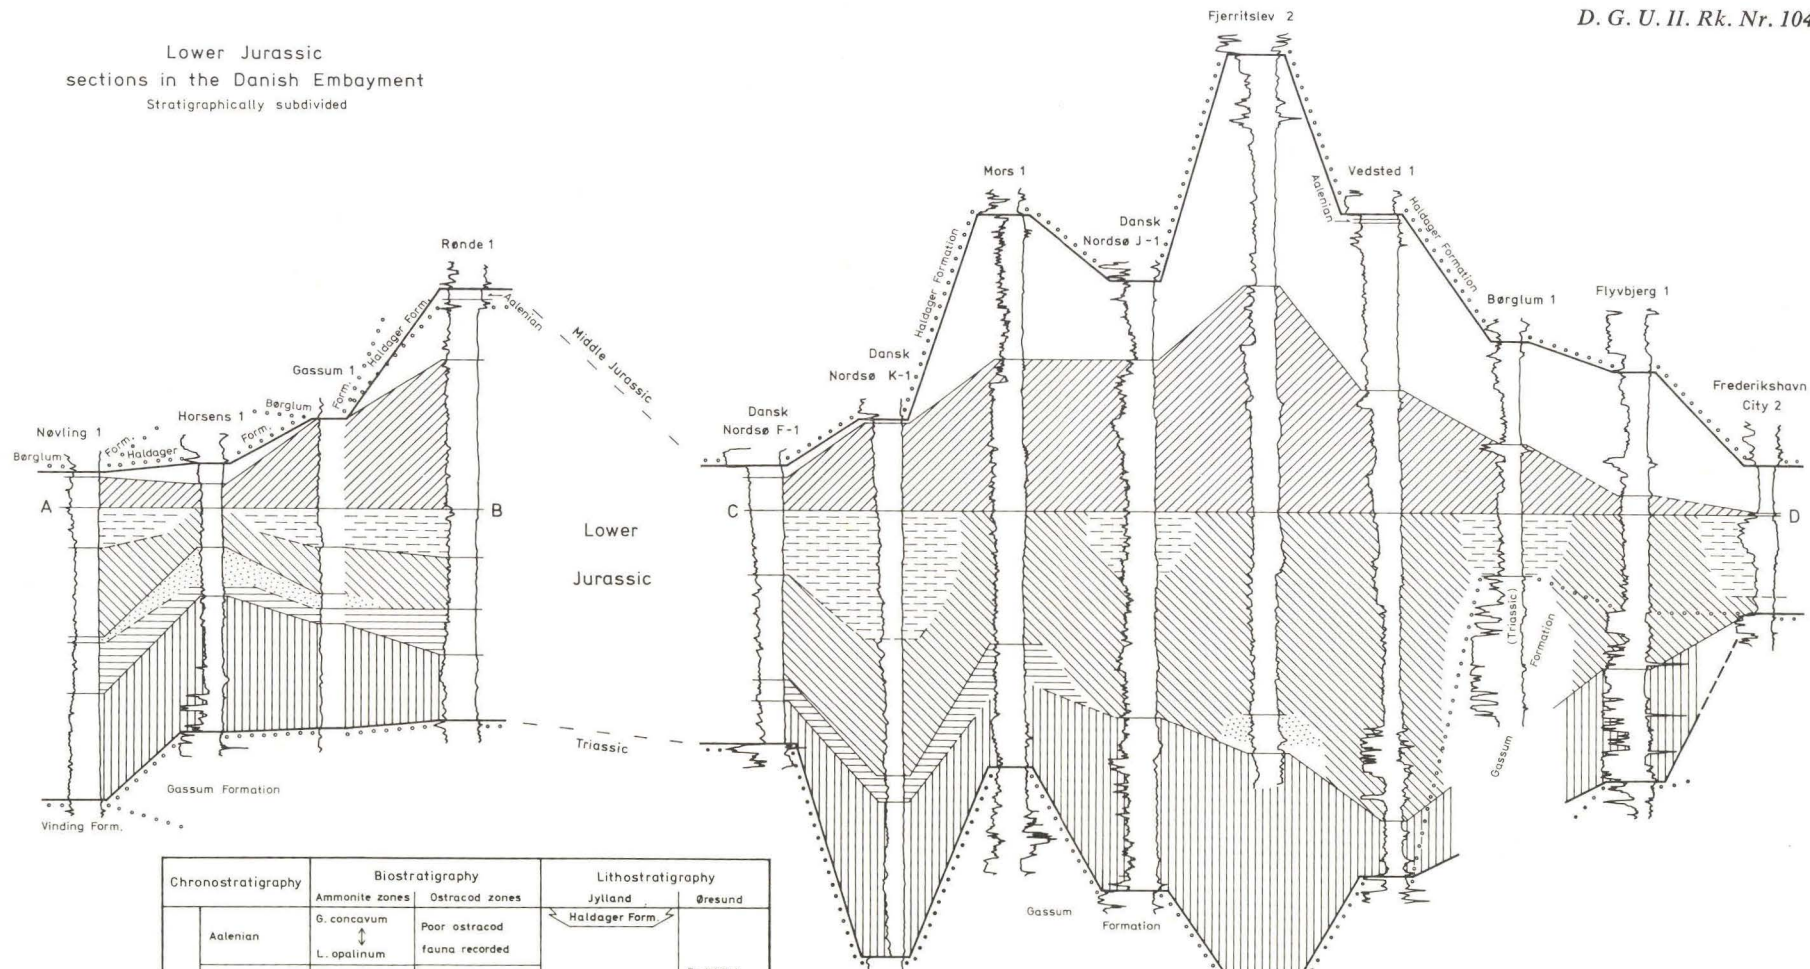 D. G. U. II. Rk. Nr. 104
Lower Jurassic
sections in the Danish Embayment
Stratigraphically subdivided
Fjerritslev 2
Mors 1
Vedsted 1
Aalenian
Haldager Formation
Dansk
Nordsø J-1
Haldager Formation
Rønde 1
Aalenian
Middle Jurassic
Børglum 1
Flyvbjerg 1
Haldager Form.
Form.
Gassum 1
Dansk
Nordsø K-1
Frederikshavn
City 2
Børglum
Form.
Horsens 1
Dansk
Nordsø F-1
Nøvling 1
Form.
Haldager
Børglum
A
B
C
D
Lower
Jurassic
(Triassic)
Formation
Gassum
Triassic
Gassum Formation
Vinding Form.
Gassum
Formation
Chronostratigraphy
Biostratigraphy
Lithostratigraphy
Ammonite zones
Ostracod zones
Jylland
Øresund
Aalenian
G. concavum
L. opalinum
Poor ostracod
fauna recorded
Haldager Form.